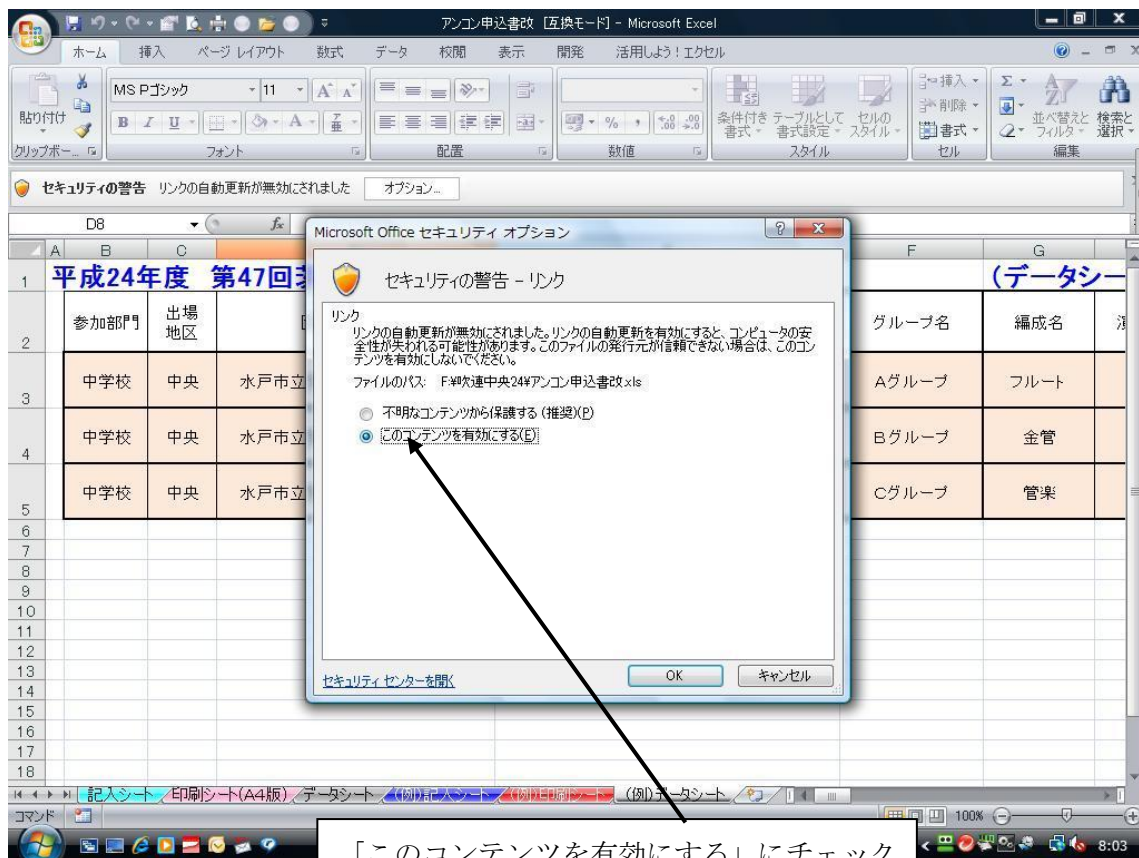 アンコン申込書改 [互換モード] - Microsoft Excel
ホーム 挿入 ページ レイアウト 数式 データ 校閲 表示 開発 活用しよう!エクセル
貼り付け
MS Pゴシック 11
B I U
条件付き書式 テーブルとして書式設定 セルのスタイル
挿入
削除
書式
Σ
並べ替えとフィルタ 検索と選択
クリップボー... フォント 配置 数値 スタイル セル 編集
セキュリティの警告 リンクの自動更新が無効にされました オプション...
D8 fx
A B C F G
1 平成24年度 第47回 (データシー
2 参加部門 出場地区 グループ名 編成名
3 中学校 中央 水戸市立 Aグループ フルート
4 中学校 中央 水戸市立 Bグループ 金管
5 中学校 中央 水戸市立 Cグループ 管楽
6
7
8
9
10
11
12
13
14
15
16
17
18
Microsoft Office セキュリティ オプション
セキュリティの警告 - リンク
リンク
リンクの自動更新が無効にされました。リンクの自動更新を有効にすると、コンピュータの安
全性が失われる可能性があります。このファイルの発行元が信頼できない場合は、このコン
テンツを有効にしないでください。
ファイルのパス: F:¥吹連中央24¥アンコン申込書改.xls
不明なコンテンツから保護する (推奨)(P)
このコンテンツを有効にする(E)
セキュリティ センターを開く OK キャンセル
記入シート 印刷シート(A4版) データシート (例)記入シート (例)印刷シート (例)データシート
コマンド 100%
8:03
「このコンテンツを有効にする」にチェック